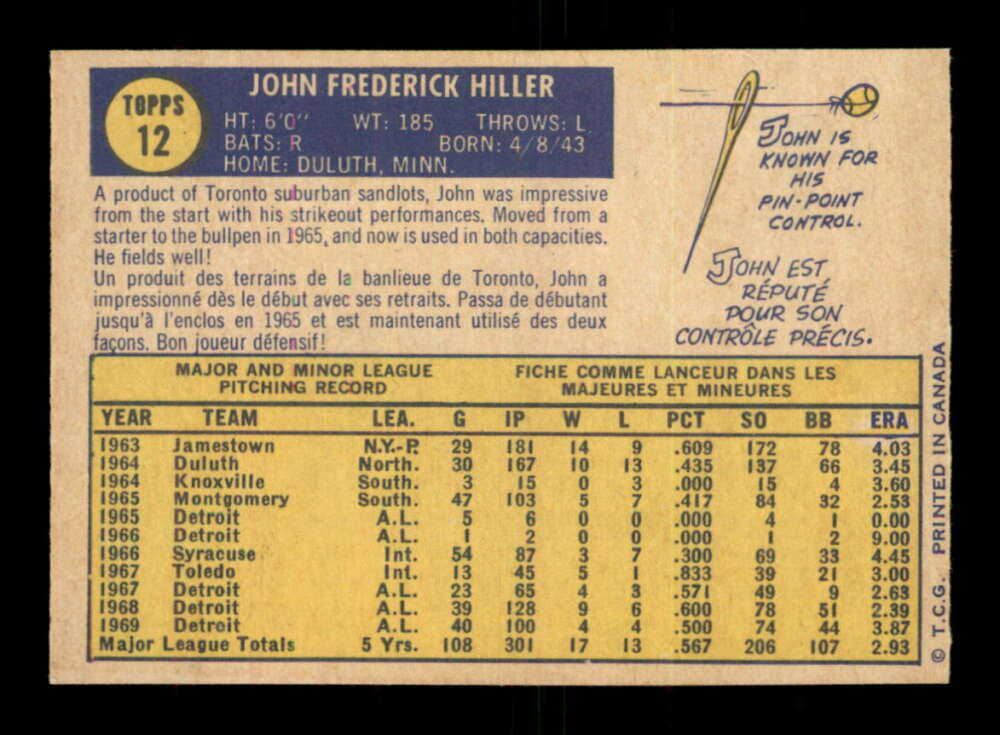 TOPPS
12
JOHN FREDERICK HILLER
HT: 6'0" WT: 185 THROWS: L
BATS: R BORN: 4/8/43
HOME: DULUTH, MINN.
A product of Toronto suburban sandlots, John was impressive
from the start with his strikeout performances. Moved from a
starter to the bullpen in 1965, and now is used in both capacities.
He fields well!
Un produit des terrains de la banlieue de Toronto, John a
impressionné dès le début avec ses retraits. Passa de débutant
jusqu'à l'enclos en 1965 et est maintenant utilisé des deux
façons. Bon joueur défensif!
JOHN IS
KNOWN FOR
HIS
PIN-POINT
CONTROL.
JOHN EST
RÉPUTÉ
POUR SON
CONTRÔLE PRÉCIS.
MAJOR AND MINOR LEAGUE
PITCHING RECORD
FICHE COMME LANCEUR DANS LES
MAJEURES ET MINEURES
YEAR TEAM LEA. G IP W L PCT SO BB ERA
1963 Jamestown N.Y.-P. 29 181 14 9 .609 172 78 4.03
1964 Duluth North. 30 167 10 13 .435 137 66 3.45
1964 Knoxville South. 3 15 0 3 .000 15 4 3.60
1965 Montgomery South. 47 103 5 7 .417 84 32 2.53
1965 Detroit A.L. 5 6 0 0 .000 4 1 0.00
1966 Detroit A.L. 1 2 0 0 .000 1 2 9.00
1966 Syracuse Int. 54 87 3 7 .300 69 33 4.45
1967 Toledo Int. 13 45 5 1 .833 39 21 3.00
1967 Detroit A.L. 23 65 4 3 .571 49 9 2.63
1968 Detroit A.L. 39 128 9 6 .600 78 51 2.39
1969 Detroit A.L. 40 100 4 4 .500 74 44 3.87
Major League Totals 5 Yrs. 108 301 17 13 .567 206 107 2.93
© T.C.G. PRINTED IN CANADA